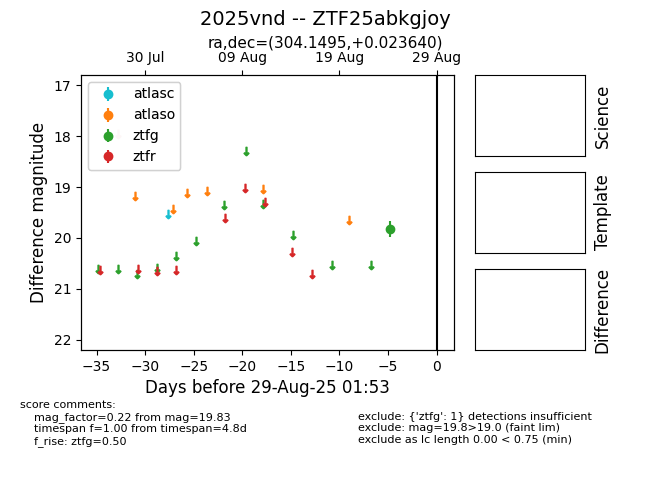 2025vnd -- ZTF25abkgjoy
ra,dec=(304.1495,+0.023640)
30 Jul
09 Aug
19 Aug
29 Aug
17
18
19
20
21
22
Difference magnitude
atlasc
atlaso
ztfg
ztfr
−35
−30
−25
−20
−15
−10
−5
0
Days before 29-Aug-25 01:53
Science
Template
Difference
score comments:
mag_factor=0.22 from mag=19.83
timespan f=1.00 from timespan=4.8d
f_rise: ztfg=0.50
exclude: {'ztfg': 1} detections insufficient
exclude: mag=19.8>19.0 (faint lim)
exclude as lc length 0.00 < 0.75 (min)